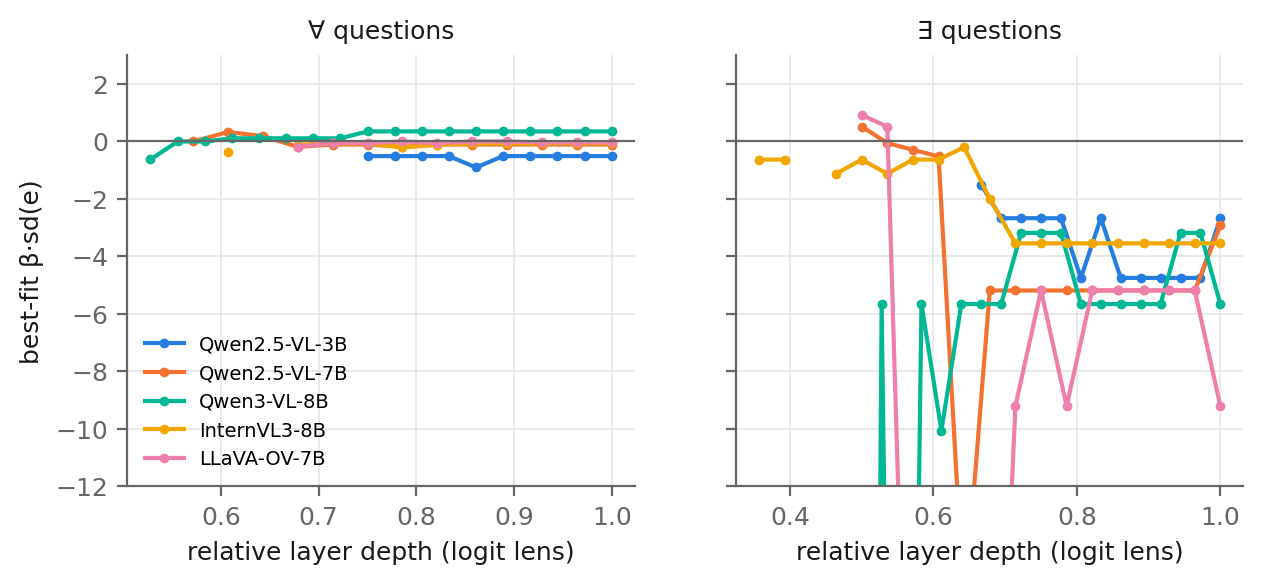 ∀ questions
∃ questions
best-fit β·sd(e)
2
0
−2
−4
−6
−8
−10
−12
Qwen2.5-VL-3B
Qwen2.5-VL-7B
Qwen3-VL-8B
InternVL3-8B
LLaVA-OV-7B
0.6 0.7 0.8 0.9 1.0
0.4 0.6 0.8 1.0
relative layer depth (logit lens)
relative layer depth (logit lens)